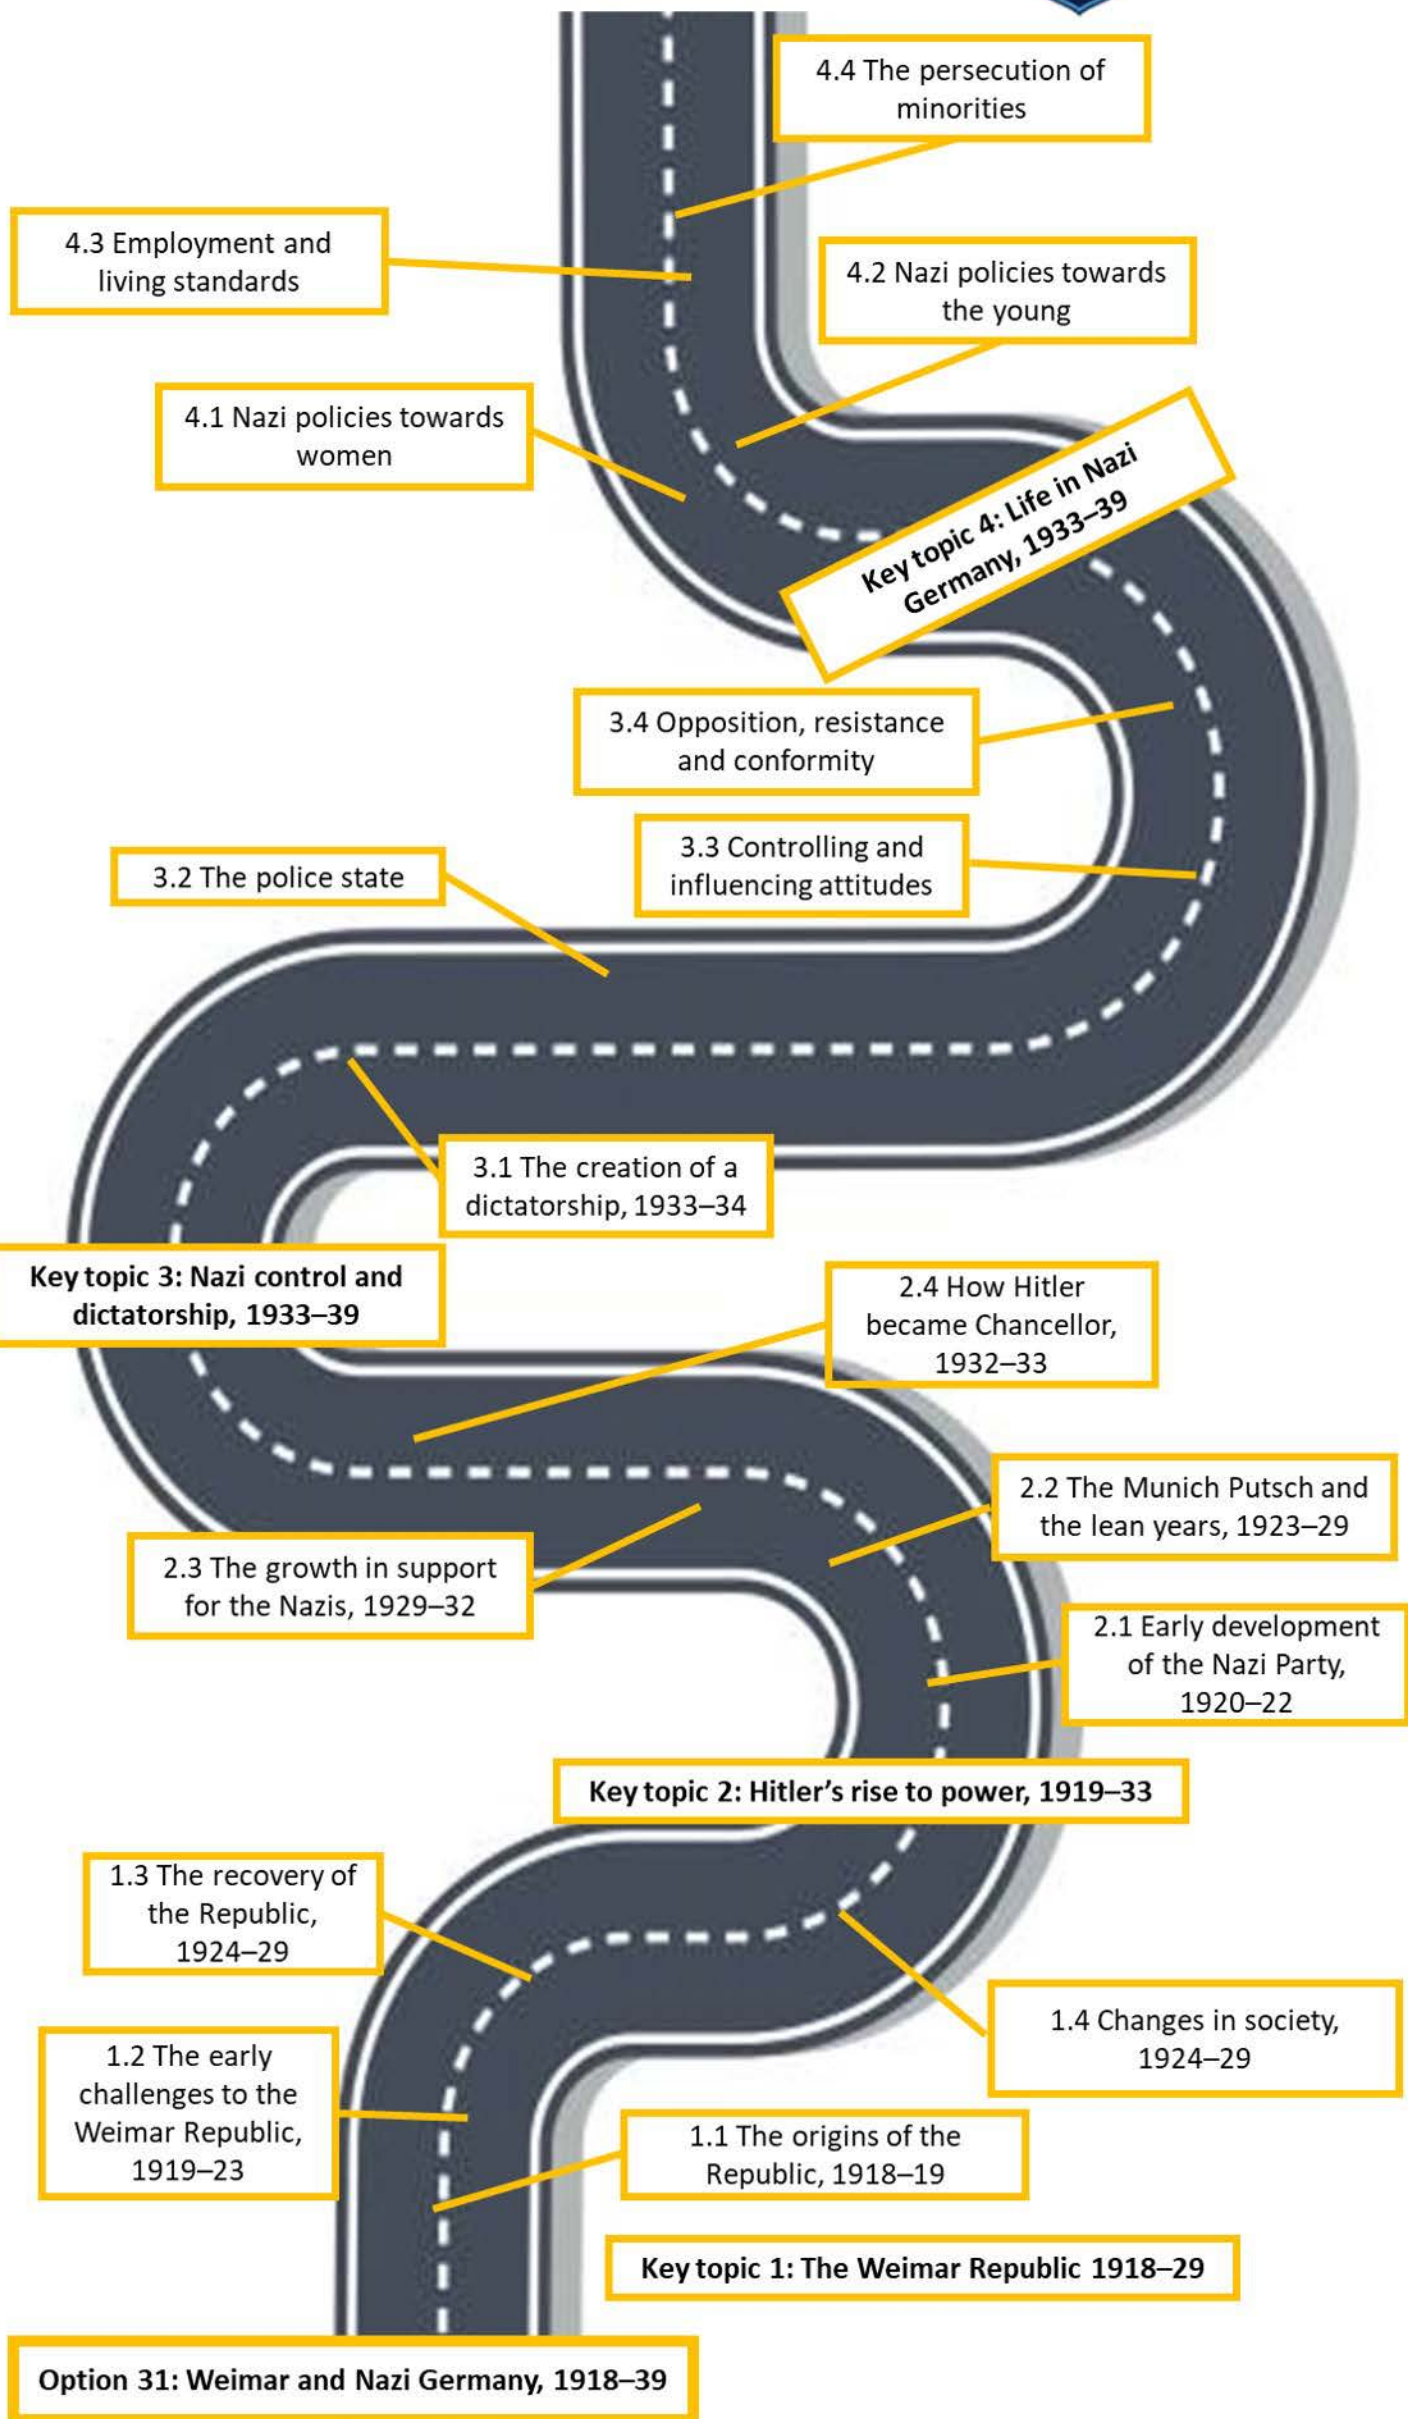 4.4 The persecution of
minorities
4.3 Employment and
living standards
4.2 Nazi policies towards
the young
4.1 Nazi policies towards
women
Key topic 4: Life in Nazi
Germany, 1933–39
3.4 Opposition, resistance
and conformity
3.3 Controlling and
influencing attitudes
3.2 The police state
3.1 The creation of a
dictatorship, 1933–34
Key topic 3: Nazi control and
dictatorship, 1933–39
2.4 How Hitler
became Chancellor,
1932–33
2.2 The Munich Putsch and
the lean years, 1923–29
2.3 The growth in support
for the Nazis, 1929–32
2.1 Early development
of the Nazi Party,
1920–22
Key topic 2: Hitler’s rise to power, 1919–33
1.3 The recovery of
the Republic,
1924–29
1.4 Changes in society,
1924–29
1.2 The early
challenges to the
Weimar Republic,
1919–23
1.1 The origins of the
Republic, 1918–19
Key topic 1: The Weimar Republic 1918–29
Option 31: Weimar and Nazi Germany, 1918–39